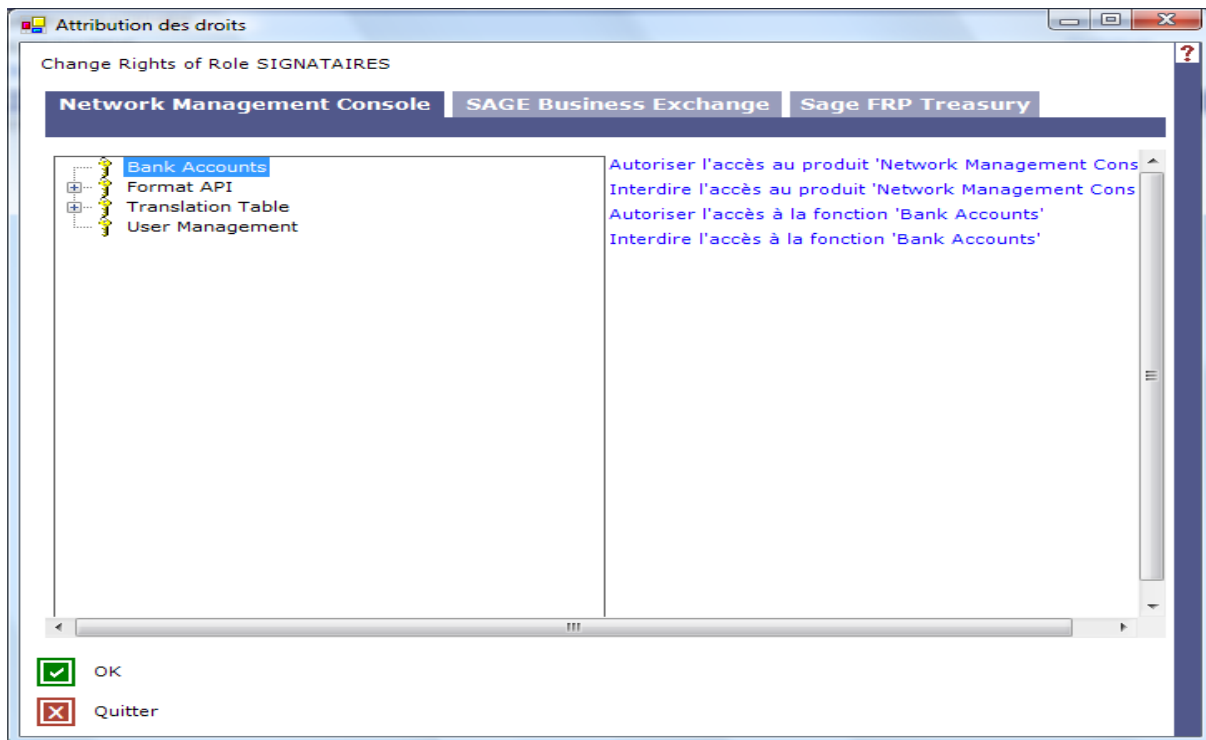 Attribution des droits
?
Change Rights of Role SIGNATAIRES
Network Management Console SAGE Business Exchange Sage FRP Treasury
Bank Accounts
Format API
Translation Table
User Management
Autoriser l'accès au produit 'Network Management Cons
Interdire l'accès au produit 'Network Management Cons
Autoriser l'accès à la fonction 'Bank Accounts'
Interdire l'accès à la fonction 'Bank Accounts'
OK
Quitter